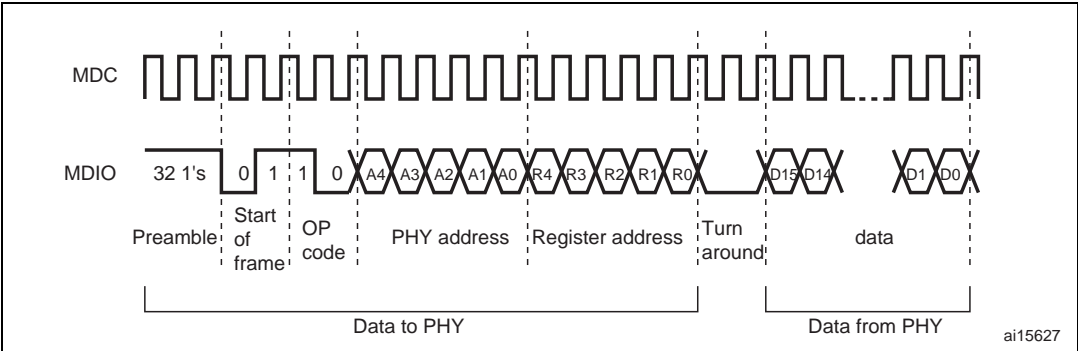 MDC
MDIO
32 1's
0
1
1
0
A4
A3
A2
A1
A0
R4
R3
R2
R1
R0
D15
D14
D1
D0
Preamble
Start
of
frame
OP
code
PHY address
Register address
Turn
around
data
Data to PHY
Data from PHY
ai15627